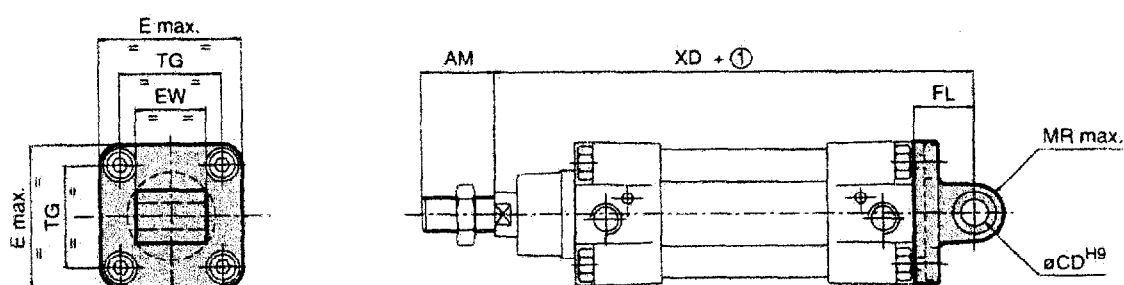 E max.
TG
EW
E max.
TG
AM
XD + ①
FL
MR max.
øCD H9